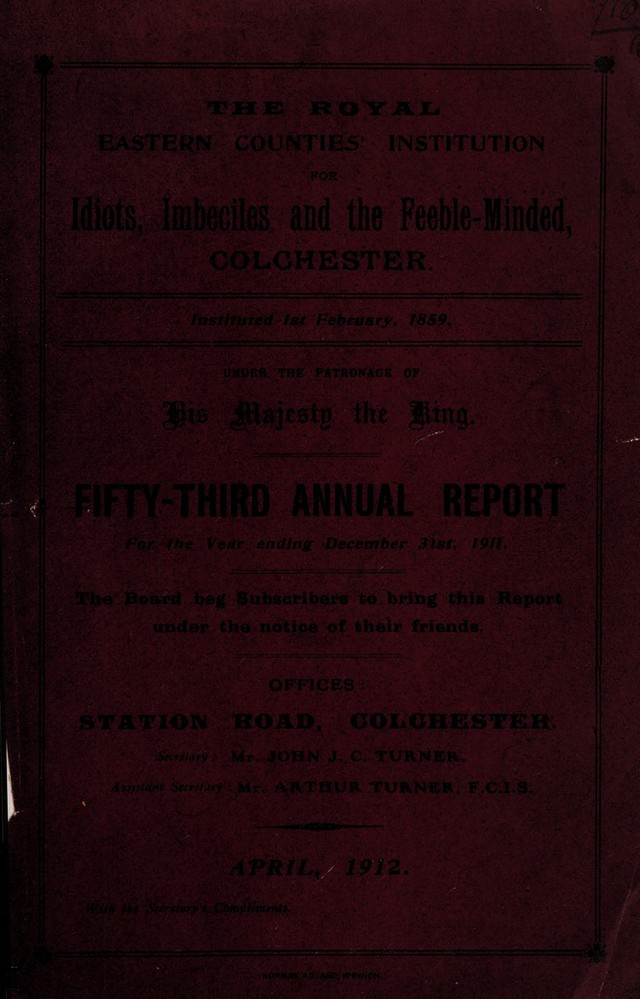 THE ROYAL
EASTERN COUNTIES' INSTITUTION
FOR
Idiots, Imbeciles and the Feeble-Minded,
COLCHESTER.
Instituted 1st February, 1859.
UNDER THE PATRONAGE OF
His Majesty the King.
FIFTY-THIRD ANNUAL REPORT
For the Year ending December 31st, 1911.
The Board beg Subscribers to bring this Report
under the notice of their friends.
OFFICES:
STATION ROAD, COLCHESTER.
Secretary: Mr. JOHN J. C. TURNER.
Assistant Secretary: Mr. ARTHUR TURNER, F.C.I.S.
APRIL, 1912.
With the Secretary's Compliments.
IPSWICH.